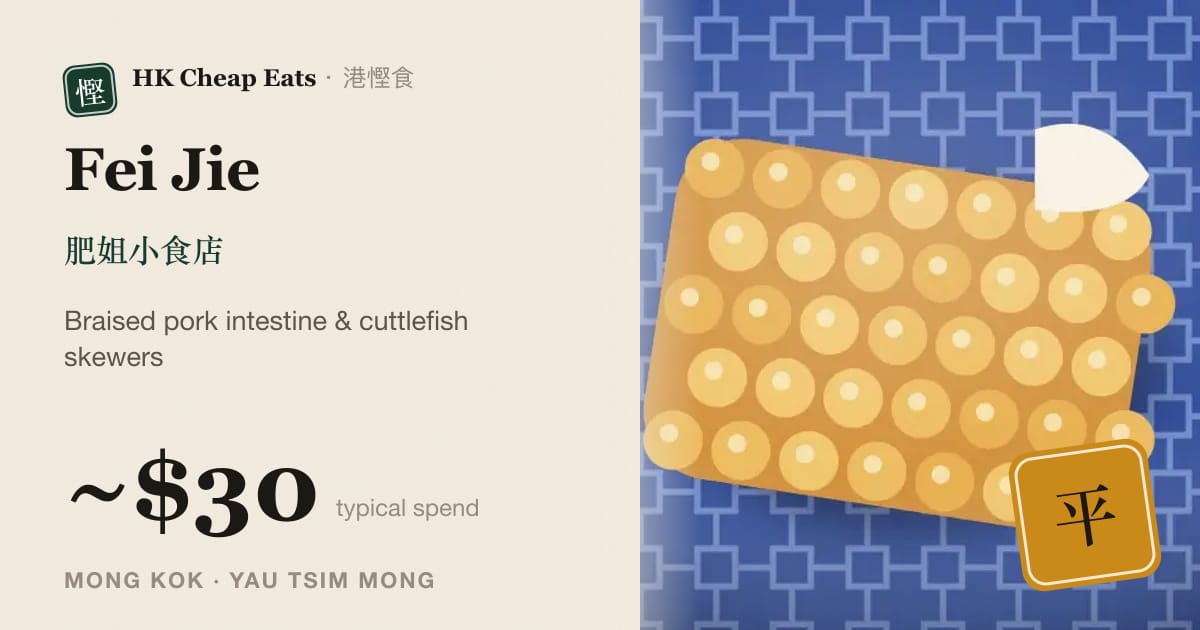 慳 HK Cheap Eats · 港慳食
Fei Jie
肥姐小食店
Braised pork intestine & cuttlefish
skewers
~$30 typical spend
MONG KOK · YAU TSIM MONG
平